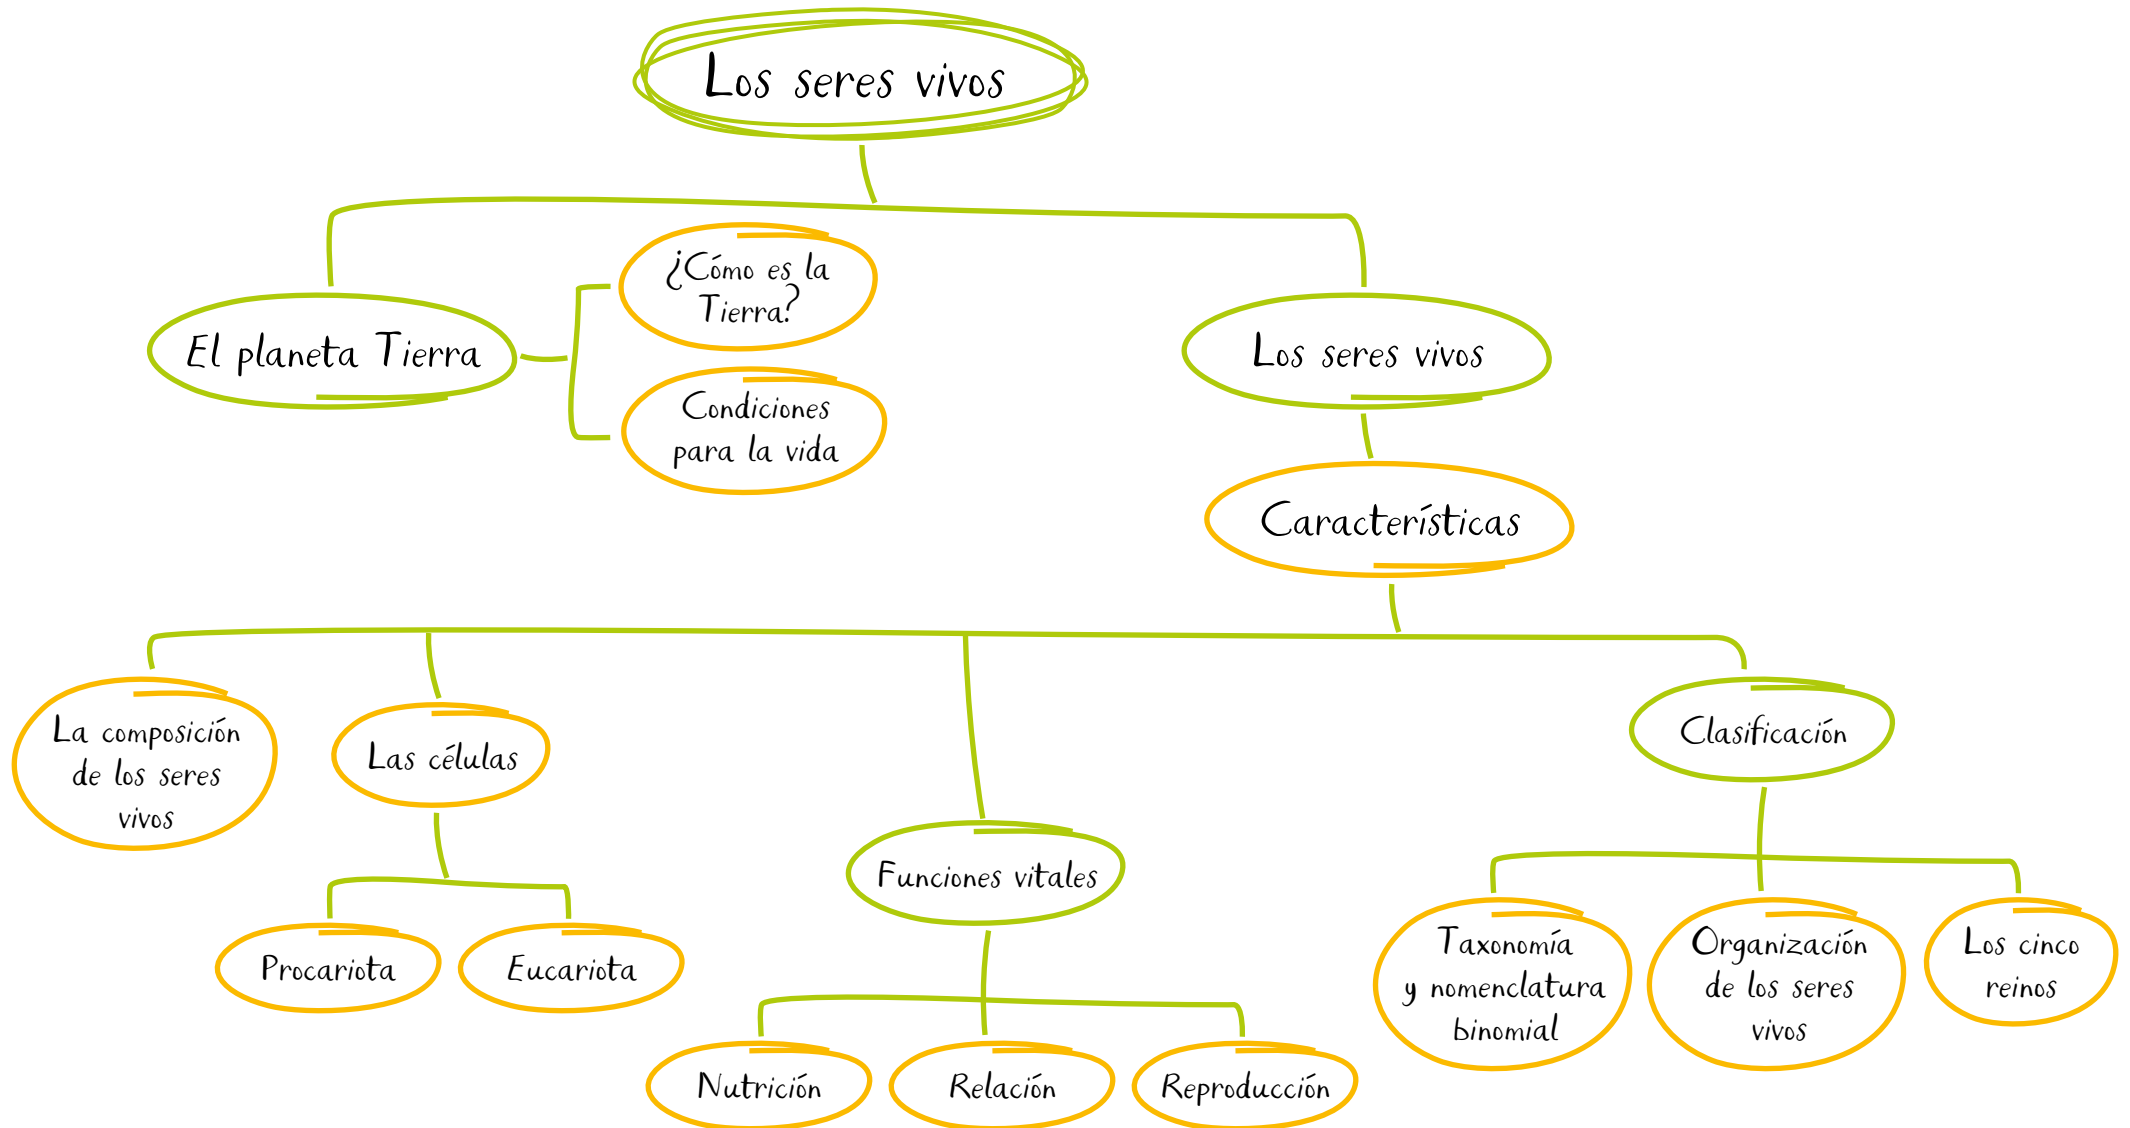 Los seres vivos
El planeta Tierra
¿Cómo es la
Tierra?
Condiciones
para la vida
Los seres vivos
Características
La composición
de los seres
vivos
Las células
Procariota
Eucariota
Funciones vitales
Nutrición
Relación
Reproducción
Clasificación
Taxonomía
y nomenclatura
binomial
Organización
de los seres
vivos
Los cinco
reinos